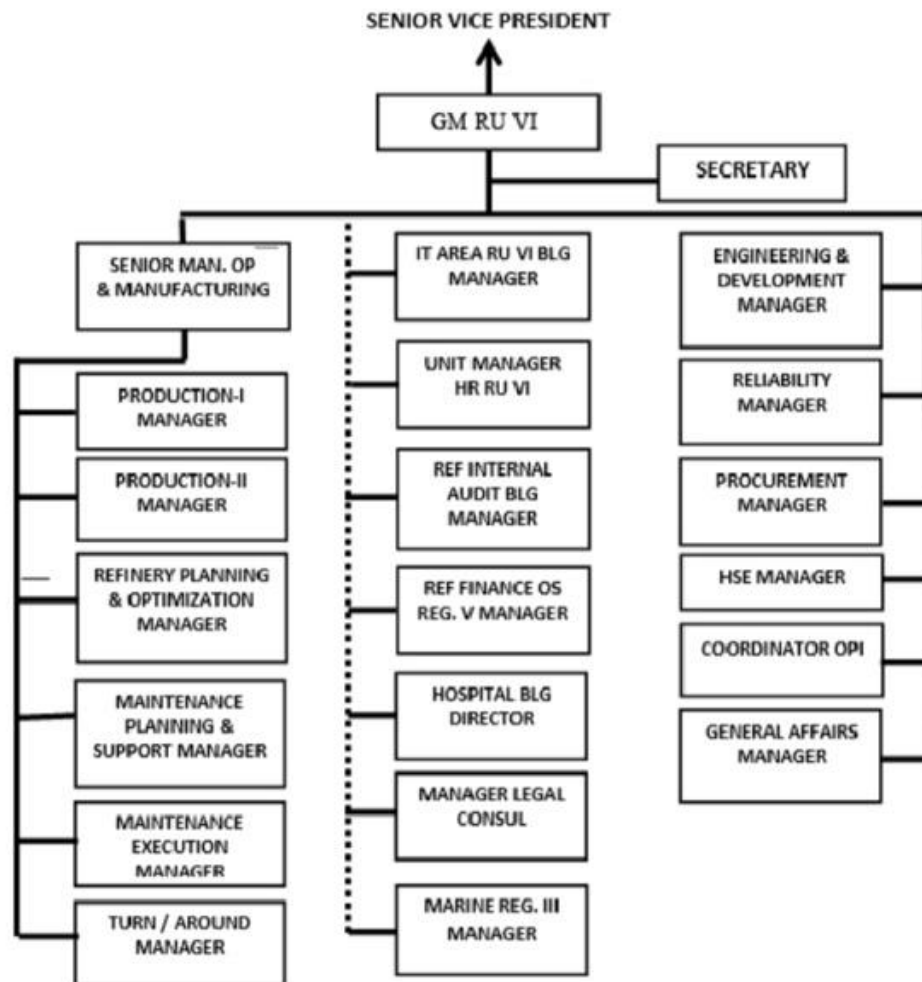 SENIOR VICE PRESIDENT
GM RU VI
SECRETARY
SENIOR MAN. OP
& MANUFACTURING
PRODUCTION-I
MANAGER
PRODUCTION-II
MANAGER
REFINERY PLANNING
& OPTIMIZATION
MANAGER
MAINTENANCE
PLANNING &
SUPPORT MANAGER
MAINTENANCE
EXECUTION
MANAGER
TURN / AROUND
MANAGER
IT AREA RU VI BLG
MANAGER
UNIT MANAGER
HR RU VI
REF INTERNAL
AUDIT BLG
MANAGER
REF FINANCE OS
REG. V MANAGER
HOSPITAL BLG
DIRECTOR
MANAGER LEGAL
CONSUL
MARINE REG. III
MANAGER
ENGINEERING &
DEVELOPMENT
MANAGER
RELIABILITY
MANAGER
PROCUREMENT
MANAGER
HSE MANAGER
COORDINATOR OPI
GENERAL AFFAIRS
MANAGER